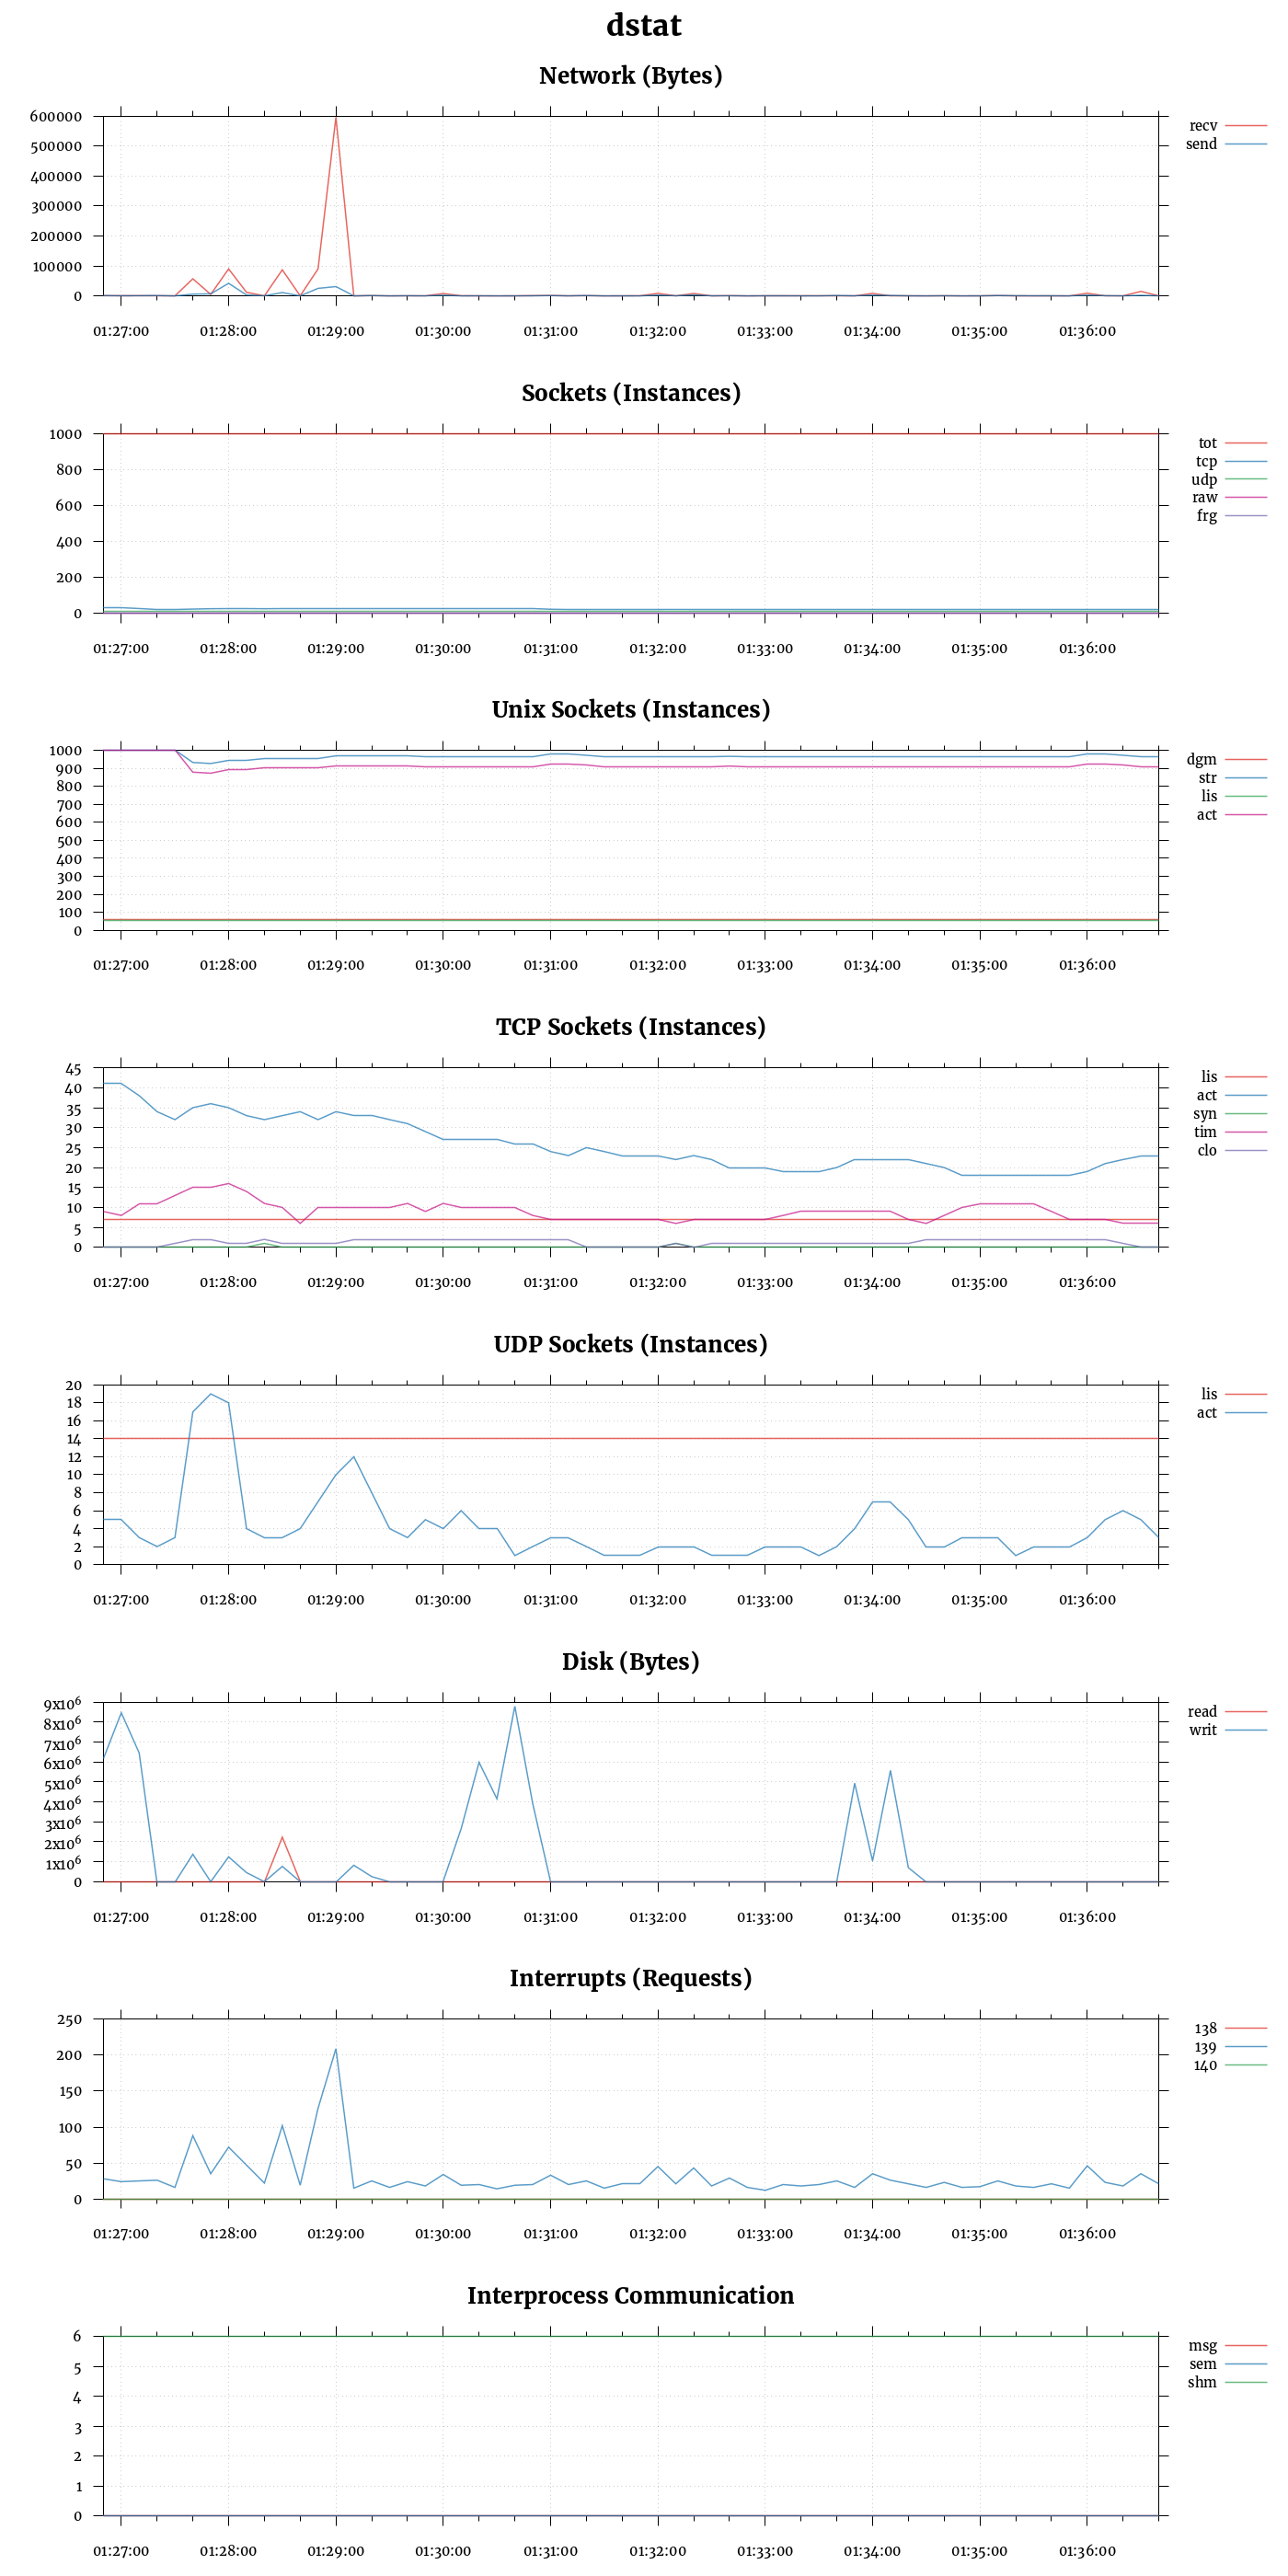 dstat
Network (Bytes)
600000
500000
400000
300000
200000
100000
0
01:27:00 01:28:00 01:29:00 01:30:00 01:31:00 01:32:00 01:33:00 01:34:00 01:35:00 01:36:00
recv
send
Sockets (Instances)
1000
800
600
400
200
0
01:27:00 01:28:00 01:29:00 01:30:00 01:31:00 01:32:00 01:33:00 01:34:00 01:35:00 01:36:00
tot
tcp
udp
raw
frg
Unix Sockets (Instances)
1000
900
800
700
600
500
400
300
200
100
0
01:27:00 01:28:00 01:29:00 01:30:00 01:31:00 01:32:00 01:33:00 01:34:00 01:35:00 01:36:00
dgm
str
lis
act
TCP Sockets (Instances)
45
40
35
30
25
20
15
10
5
0
01:27:00 01:28:00 01:29:00 01:30:00 01:31:00 01:32:00 01:33:00 01:34:00 01:35:00 01:36:00
lis
act
syn
tim
clo
UDP Sockets (Instances)
20
18
16
14
12
10
8
6
4
2
0
01:27:00 01:28:00 01:29:00 01:30:00 01:31:00 01:32:00 01:33:00 01:34:00 01:35:00 01:36:00
lis
act
Disk (Bytes)
9x10⁶
8x10⁶
7x10⁶
6x10⁶
5x10⁶
4x10⁶
3x10⁶
2x10⁶
1x10⁶
0
01:27:00 01:28:00 01:29:00 01:30:00 01:31:00 01:32:00 01:33:00 01:34:00 01:35:00 01:36:00
read
writ
Interrupts (Requests)
250
200
150
100
50
0
01:27:00 01:28:00 01:29:00 01:30:00 01:31:00 01:32:00 01:33:00 01:34:00 01:35:00 01:36:00
138
139
140
Interprocess Communication
6
5
4
3
2
1
0
01:27:00 01:28:00 01:29:00 01:30:00 01:31:00 01:32:00 01:33:00 01:34:00 01:35:00 01:36:00
msg
sem
shm